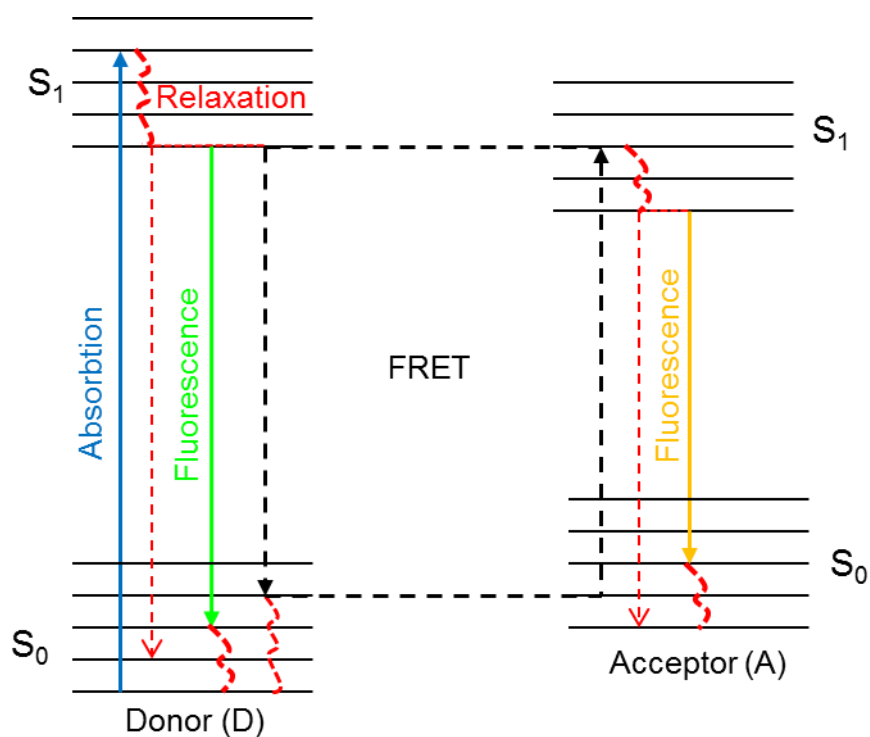 S₁
Relaxation
S₁
Absorbtion
Fluorescence
FRET
Fluorescence
S₀
S₀
Acceptor (A)
Donor (D)